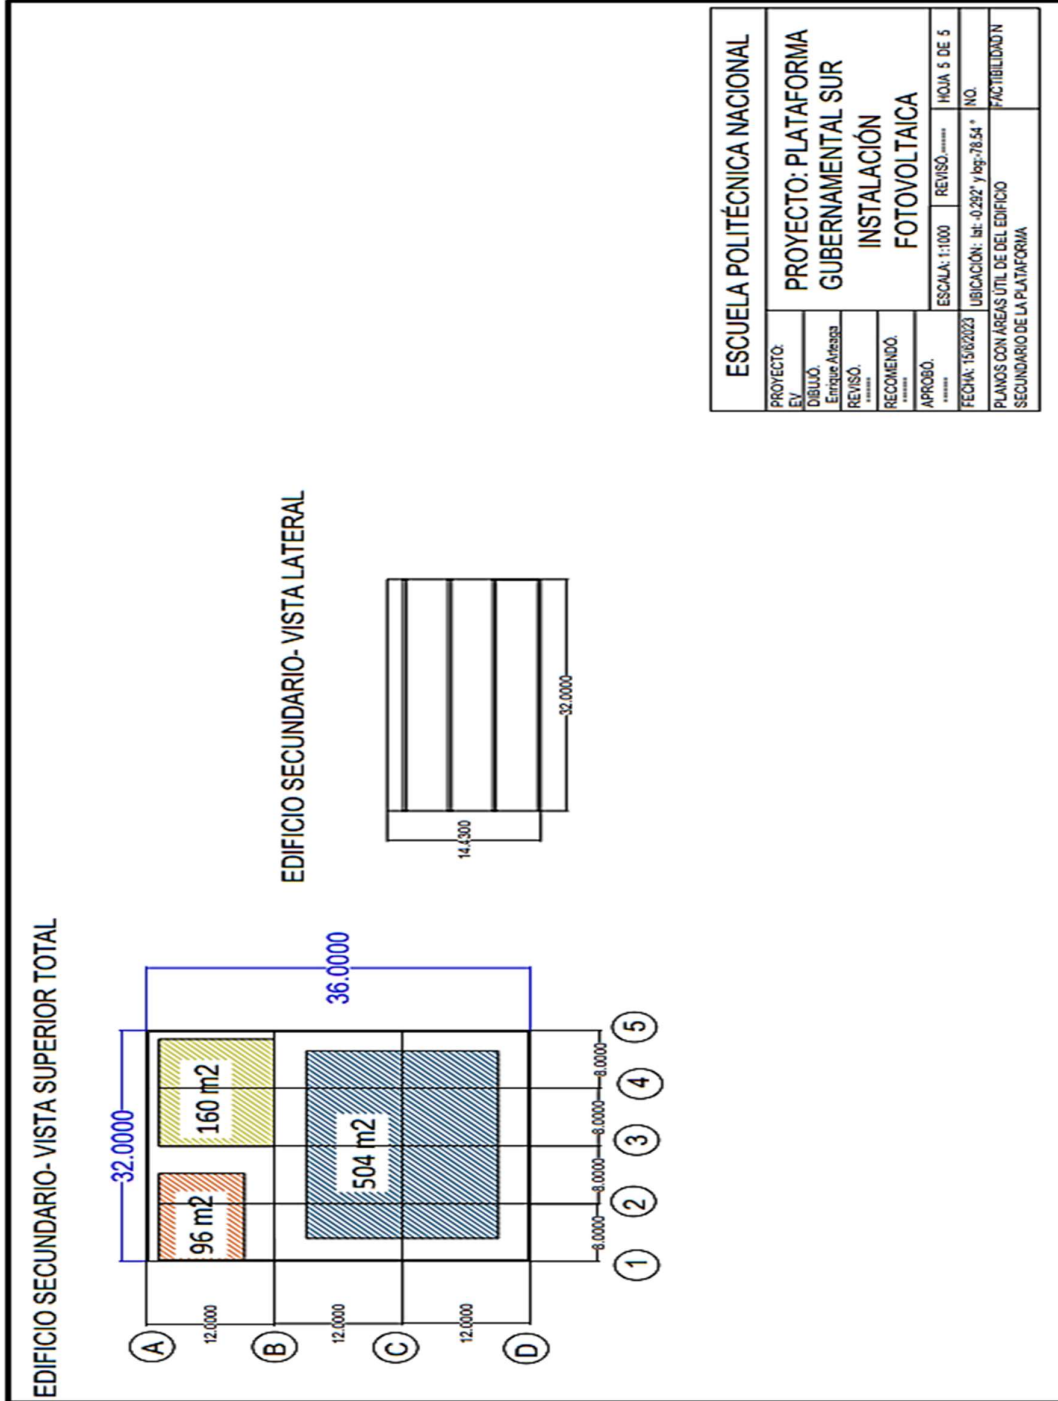 EDIFICIO SECUNDARIO- VISTA SUPERIOR TOTAL
32.0000
36.0000
96 m2
160 m2
504 m2
A
B
C
D
12.0000
12.0000
12.0000
8.0000
8.0000
8.0000
8.0000
1
2
3
4
5
EDIFICIO SECUNDARIO- VISTA LATERAL
14.4300
32.0000
ESCUELA POLITÉCNICA NACIONAL
PROYECTO:
EV
DIBUJÓ.
Enrique Arteaga
REVISÓ.
RECOMENDÓ.
APROBÓ.
PROYECTO: PLATAFORMA
GUBERNAMENTAL SUR
INSTALACIÓN
FOTOVOLTAICA
ESCALA: 1:1000
REVISÓ.
HOJA 5 DE 5
FECHA: 15/6/2023
UBICACIÓN: lat: -0.292° y log:-78.54 °
NO.
PLANOS CON ÁREAS ÚTIL DE DEL EDIFICIO
SECUNDARIO DE LA PLATAFORMA
FACTIBILIDAD N